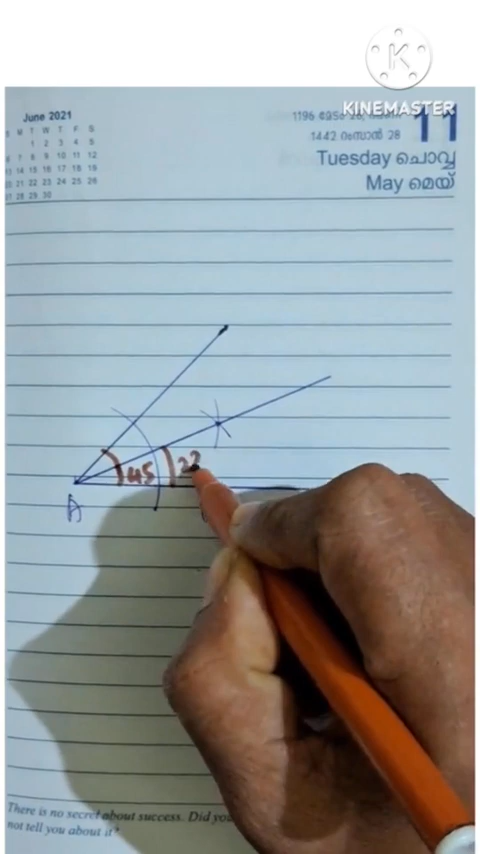 K
KINEMASTER
June 2021
S M T W T F S
1 2 3 4 5
6 7 8 9 10 11 12
13 14 15 16 17 18 19
20 21 22 23 24 25 26
27 28 29 30
1196 മേടം 28,
1442 റംസാൻ 28
11
Tuesday ചൊവ്വ
May മെയ്
45
22
A
There is no secret about success. Did you
not tell you about it?